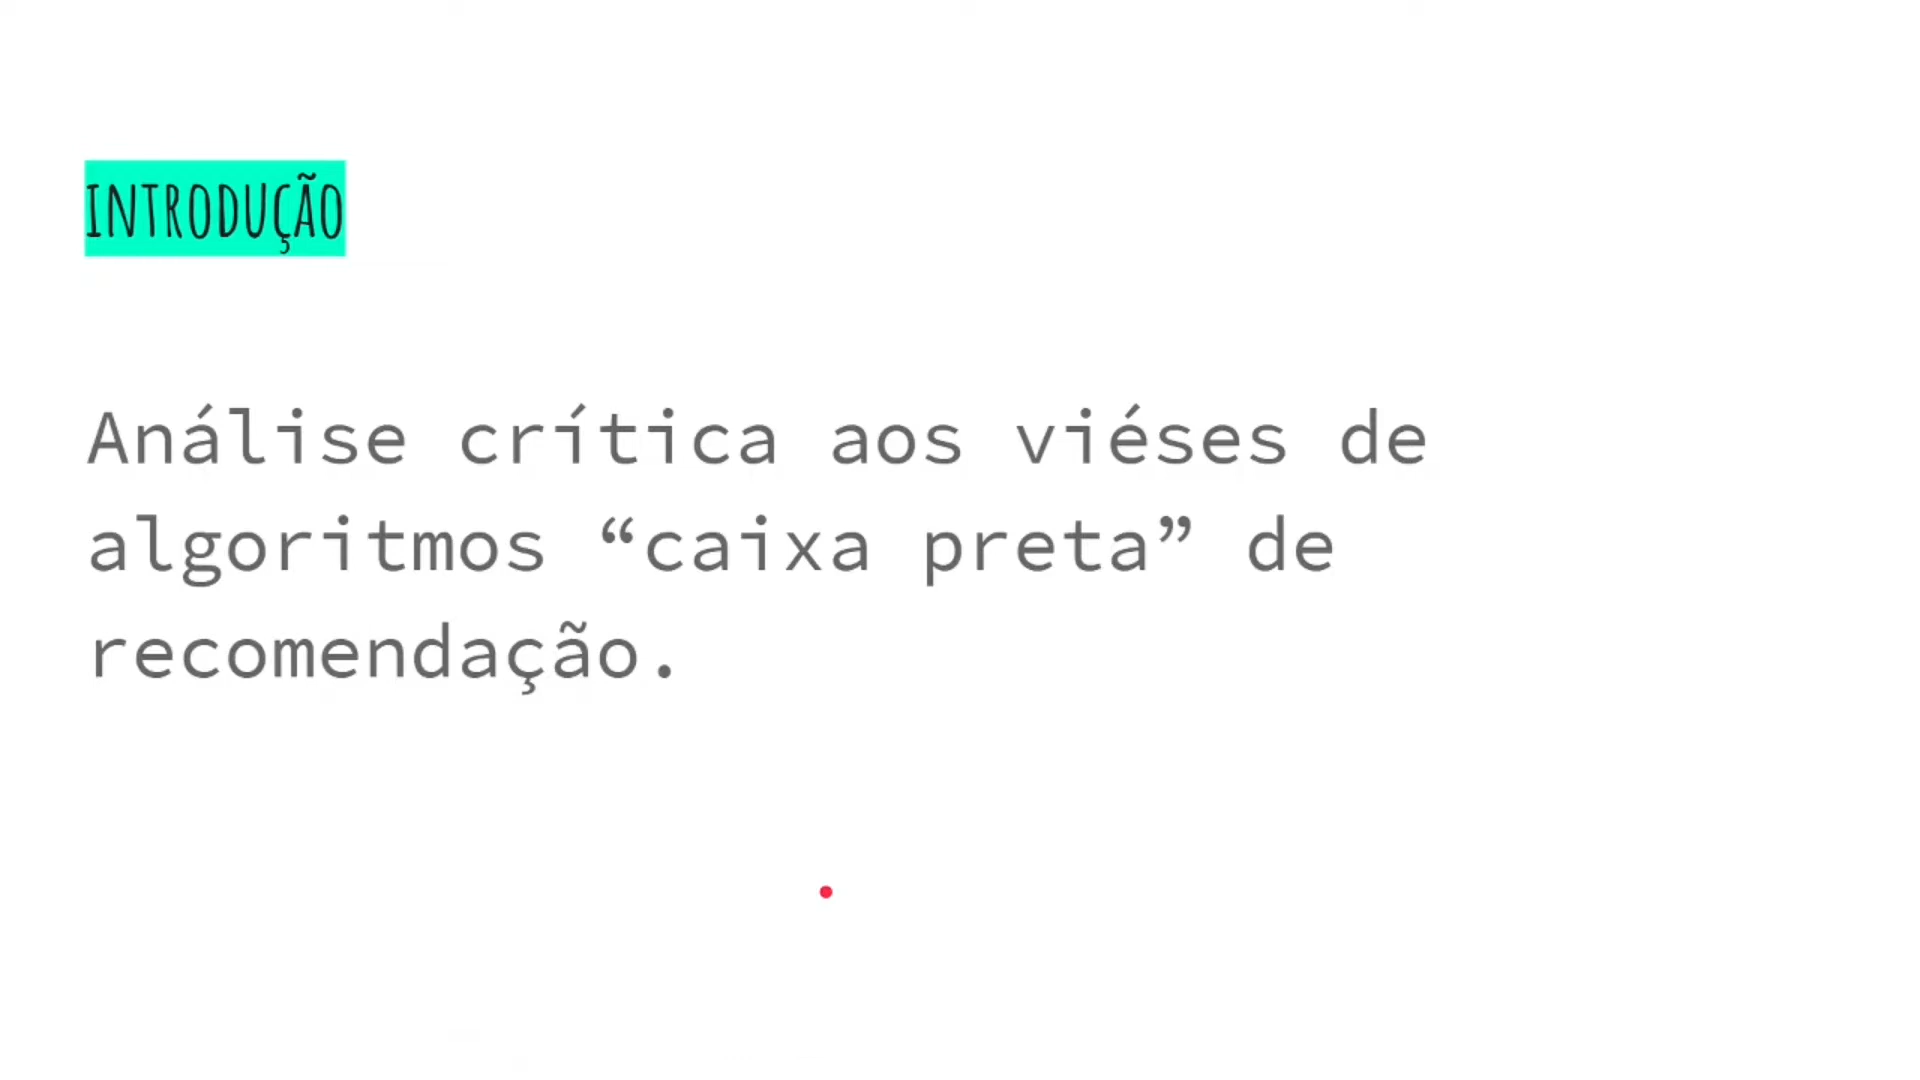 INTRODUÇÃO
Análise crítica aos viéses de
algoritmos “caixa preta” de
recomendação.